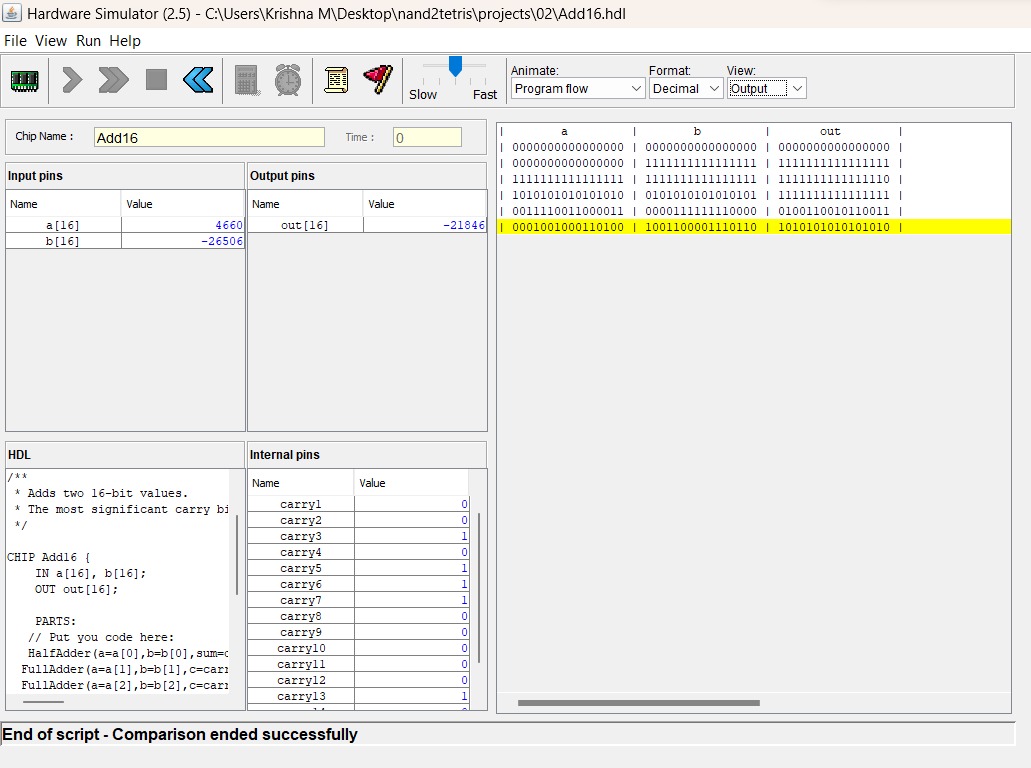 Hardware Simulator (2.5) - C:\Users\Krishna M\Desktop\nand2tetris\projects\02\Add16.hdl
File View Run Help
Slow Fast
Animate: Format: View:
Program flow Decimal Output
Chip Name : Add16 Time : 0
Input pins
Name Value
a[16] 4660
b[16] -26506
Output pins
Name Value
out[16] -21846
| a | b | out |
| 0000000000000000 | 0000000000000000 | 0000000000000000 |
| 0000000000000000 | 1111111111111111 | 1111111111111111 |
| 1111111111111111 | 1111111111111111 | 1111111111111110 |
| 1010101010101010 | 0101010101010101 | 1111111111111111 |
| 0011110011000011 | 0000111111110000 | 0100110010110011 |
| 0001001000110100 | 1001100001110110 | 1010101010101010 |
HDL
/**
* Adds two 16-bit values.
* The most significant carry bi
*/
CHIP Add16 {
IN a[16], b[16];
OUT out[16];
PARTS:
// Put you code here:
HalfAdder(a=a[0],b=b[0],sum=o
FullAdder(a=a[1],b=b[1],c=carr
FullAdder(a=a[2],b=b[2],c=carr
Internal pins
Name Value
carry1 0
carry2 0
carry3 1
carry4 0
carry5 1
carry6 1
carry7 1
carry8 0
carry9 0
carry10 0
carry11 0
carry12 0
carry13 1
End of script - Comparison ended successfully